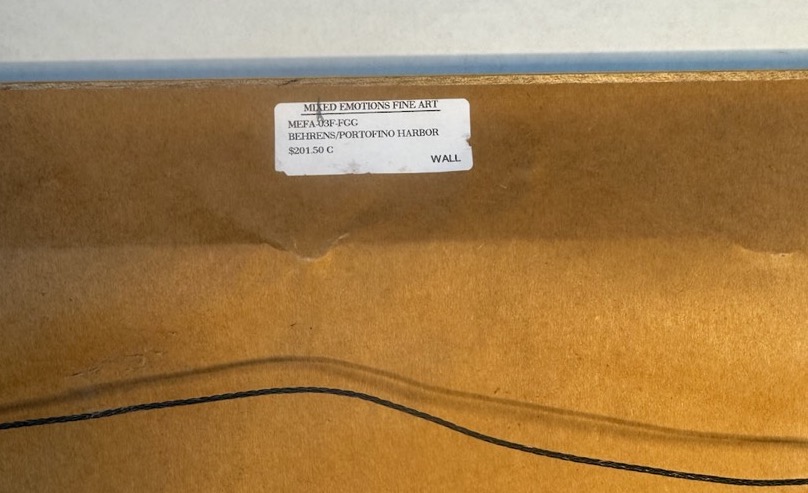 MIXED EMOTIONS FINE ART
MEFA-03F-FGG
BEHRENS/PORTOFINO HARBOR
$201.50 C
WALL